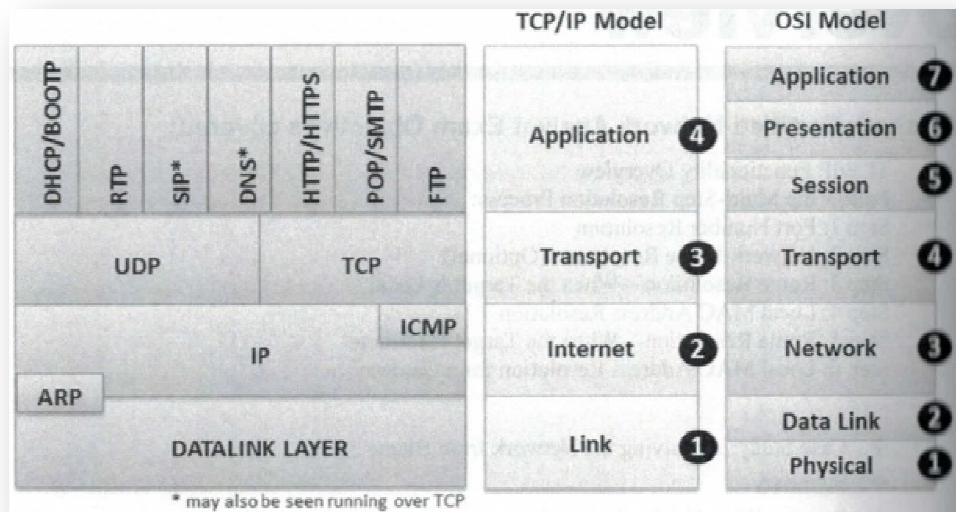 TCP/IP Model
OSI Model
DHCP/BOOTP
RTP
SIP*
DNS*
HTTP/HTTPS
POP/SMTP
FTP
UDP
TCP
ICMP
IP
ARP
DATALINK LAYER
* may also be seen running over TCP
Application 4
Transport 3
Internet 2
Link 1
Application 7
Presentation 6
Session 5
Transport 4
Network 3
Data Link 2
Physical 1